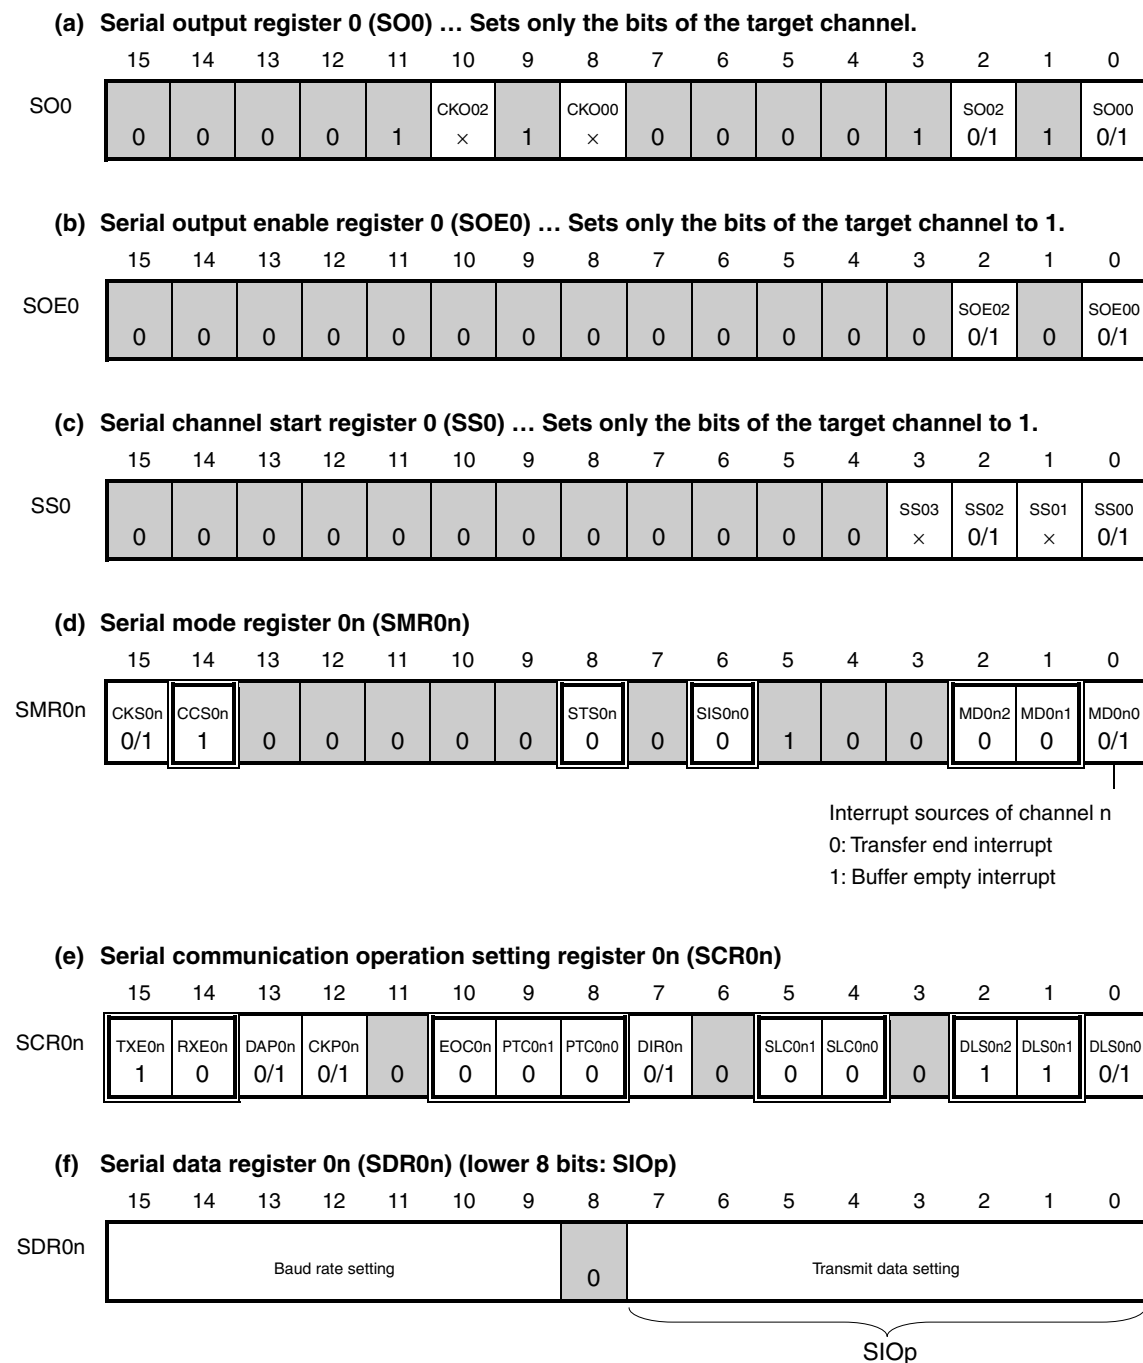 (a) Serial output register 0 (SO0) … Sets only the bits of the target channel.
15 14 13 12 11 10 9 8 7 6 5 4 3 2 1 0
SO0
CKO02 CKO00 SO02 SO00
0 0 0 0 1 × 1 × 0 0 0 0 1 0/1 1 0/1
(b) Serial output enable register 0 (SOE0) … Sets only the bits of the target channel to 1.
15 14 13 12 11 10 9 8 7 6 5 4 3 2 1 0
SOE0
SOE02 SOE00
0 0 0 0 0 0 0 0 0 0 0 0 0 0/1 0 0/1
(c) Serial channel start register 0 (SS0) … Sets only the bits of the target channel to 1.
15 14 13 12 11 10 9 8 7 6 5 4 3 2 1 0
SS0
SS03 SS02 SS01 SS00
0 0 0 0 0 0 0 0 0 0 0 0 × 0/1 × 0/1
(d) Serial mode register 0n (SMR0n)
15 14 13 12 11 10 9 8 7 6 5 4 3 2 1 0
SMR0n
CKS0n CCS0n STS0n SIS0n0 MD0n2 MD0n1 MD0n0
0/1 1 0 0 0 0 0 0 0 0 1 0 0 0 0 0/1
Interrupt sources of channel n
0: Transfer end interrupt
1: Buffer empty interrupt
(e) Serial communication operation setting register 0n (SCR0n)
15 14 13 12 11 10 9 8 7 6 5 4 3 2 1 0
SCR0n
TXE0n RXE0n DAP0n CKP0n EOC0n PTC0n1 PTC0n0 DIR0n SLC0n1 SLC0n0 DLS0n2 DLS0n1 DLS0n0
1 0 0/1 0/1 0 0 0 0 0/1 0 0 0 0 1 1 0/1
(f) Serial data register 0n (SDR0n) (lower 8 bits: SIOp)
15 14 13 12 11 10 9 8 7 6 5 4 3 2 1 0
SDR0n
Baud rate setting 0 Transmit data setting
SIOp